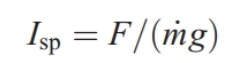 I_sp = F/(ṁg)